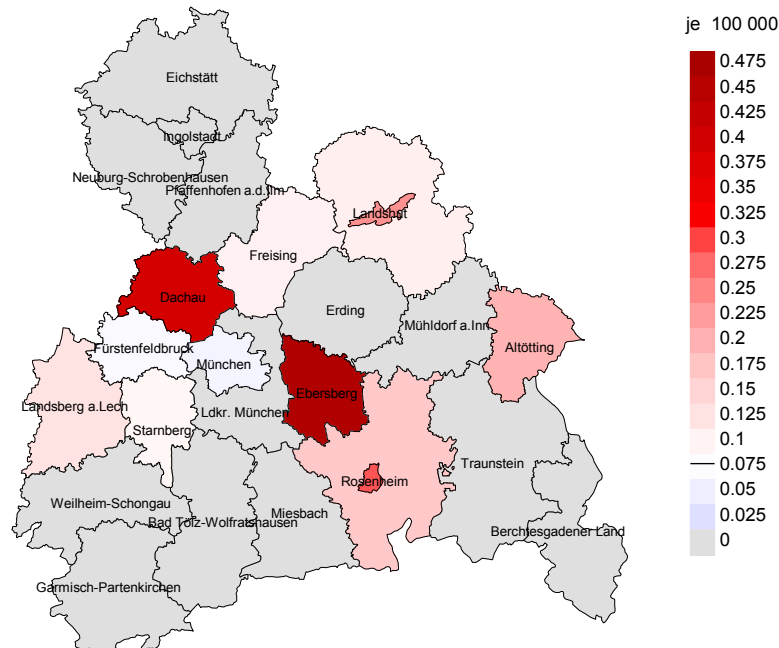 je 100 000
Eichstätt
Ingolstadt
Neuburg-Schrobenhausen
Pfaffenhofen a.d.Ilm
Landshut
Freising
Dachau
Erding
Mühldorf a.Inn
Altötting
Fürstenfeldbruck
München
Ebersberg
Landsberg a.Lech
Ldkr. München
Starnberg
Traunstein
Rosenheim
Weilheim-Schongau
Miesbach
Bad Tölz-Wolfratshausen
Berchtesgadener Land
Garmisch-Partenkirchen
0.475
0.45
0.425
0.4
0.375
0.35
0.325
0.3
0.275
0.25
0.225
0.2
0.175
0.15
0.125
0.1
0.075
0.05
0.025
0